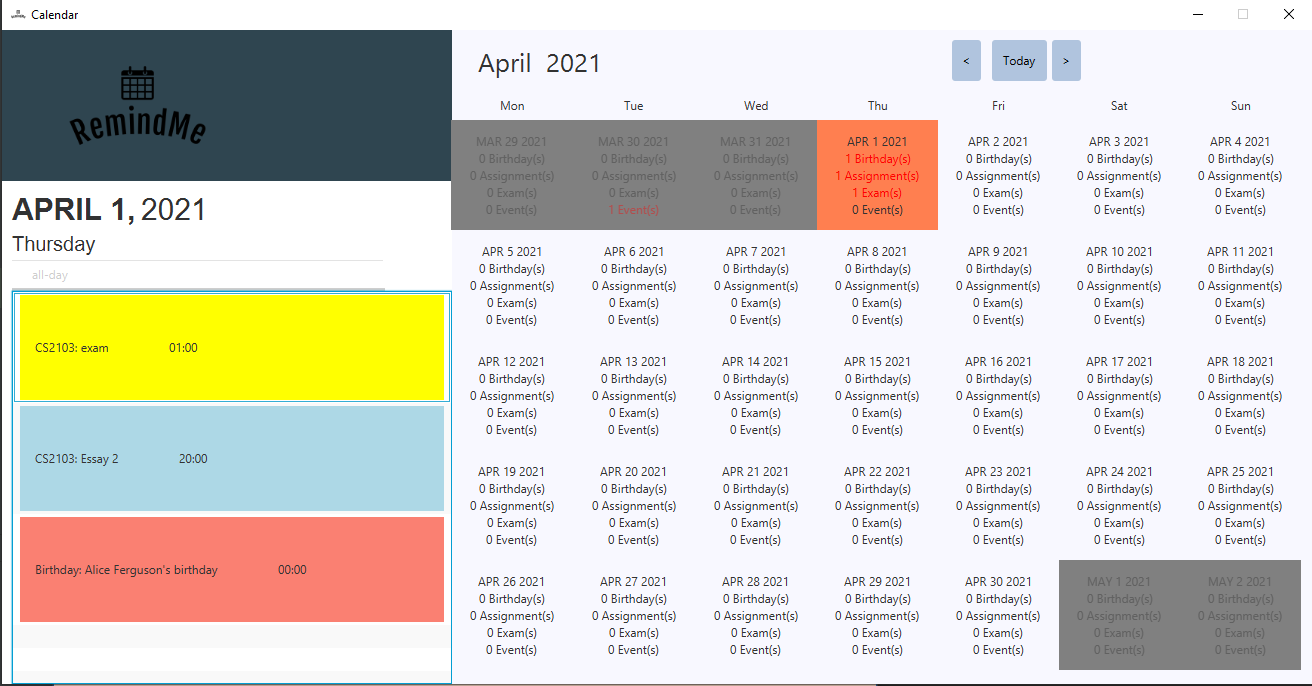 Calendar
RemindMe
APRIL 1, 2021
Thursday
all-day
CS2103: exam 01:00
CS2103: Essay 2 20:00
Birthday: Alice Ferguson's birthday 00:00
April 2021
< Today >
Mon Tue Wed Thu Fri Sat Sun
MAR 29 2021 MAR 30 2021 MAR 31 2021 APR 1 2021 APR 2 2021 APR 3 2021 APR 4 2021
0 Birthday(s) 0 Birthday(s) 0 Birthday(s) 1 Birthday(s) 0 Birthday(s) 0 Birthday(s) 0 Birthday(s)
0 Assignment(s) 0 Assignment(s) 0 Assignment(s) 1 Assignment(s) 0 Assignment(s) 0 Assignment(s) 0 Assignment(s)
0 Exam(s) 0 Exam(s) 0 Exam(s) 1 Exam(s) 0 Exam(s) 0 Exam(s) 0 Exam(s)
0 Event(s) 1 Event(s) 0 Event(s) 0 Event(s) 0 Event(s) 0 Event(s) 0 Event(s)
APR 5 2021 APR 6 2021 APR 7 2021 APR 8 2021 APR 9 2021 APR 10 2021 APR 11 2021
0 Birthday(s) 0 Birthday(s) 0 Birthday(s) 0 Birthday(s) 0 Birthday(s) 0 Birthday(s) 0 Birthday(s)
0 Assignment(s) 0 Assignment(s) 0 Assignment(s) 0 Assignment(s) 0 Assignment(s) 0 Assignment(s) 0 Assignment(s)
0 Exam(s) 0 Exam(s) 0 Exam(s) 0 Exam(s) 0 Exam(s) 0 Exam(s) 0 Exam(s)
0 Event(s) 0 Event(s) 0 Event(s) 0 Event(s) 0 Event(s) 0 Event(s) 0 Event(s)
APR 12 2021 APR 13 2021 APR 14 2021 APR 15 2021 APR 16 2021 APR 17 2021 APR 18 2021
0 Birthday(s) 0 Birthday(s) 0 Birthday(s) 0 Birthday(s) 0 Birthday(s) 0 Birthday(s) 0 Birthday(s)
0 Assignment(s) 0 Assignment(s) 0 Assignment(s) 0 Assignment(s) 0 Assignment(s) 0 Assignment(s) 0 Assignment(s)
0 Exam(s) 0 Exam(s) 0 Exam(s) 0 Exam(s) 0 Exam(s) 0 Exam(s) 0 Exam(s)
0 Event(s) 0 Event(s) 0 Event(s) 0 Event(s) 0 Event(s) 0 Event(s) 0 Event(s)
APR 19 2021 APR 20 2021 APR 21 2021 APR 22 2021 APR 23 2021 APR 24 2021 APR 25 2021
0 Birthday(s) 0 Birthday(s) 0 Birthday(s) 0 Birthday(s) 0 Birthday(s) 0 Birthday(s) 0 Birthday(s)
0 Assignment(s) 0 Assignment(s) 0 Assignment(s) 0 Assignment(s) 0 Assignment(s) 0 Assignment(s) 0 Assignment(s)
0 Exam(s) 0 Exam(s) 0 Exam(s) 0 Exam(s) 0 Exam(s) 0 Exam(s) 0 Exam(s)
0 Event(s) 0 Event(s) 0 Event(s) 0 Event(s) 0 Event(s) 0 Event(s) 0 Event(s)
APR 26 2021 APR 27 2021 APR 28 2021 APR 29 2021 APR 30 2021 MAY 1 2021 MAY 2 2021
0 Birthday(s) 0 Birthday(s) 0 Birthday(s) 0 Birthday(s) 0 Birthday(s) 0 Birthday(s) 0 Birthday(s)
0 Assignment(s) 0 Assignment(s) 0 Assignment(s) 0 Assignment(s) 0 Assignment(s) 0 Assignment(s) 0 Assignment(s)
0 Exam(s) 0 Exam(s) 0 Exam(s) 0 Exam(s) 0 Exam(s) 0 Exam(s) 0 Exam(s)
0 Event(s) 0 Event(s) 0 Event(s) 0 Event(s) 0 Event(s) 0 Event(s) 0 Event(s)